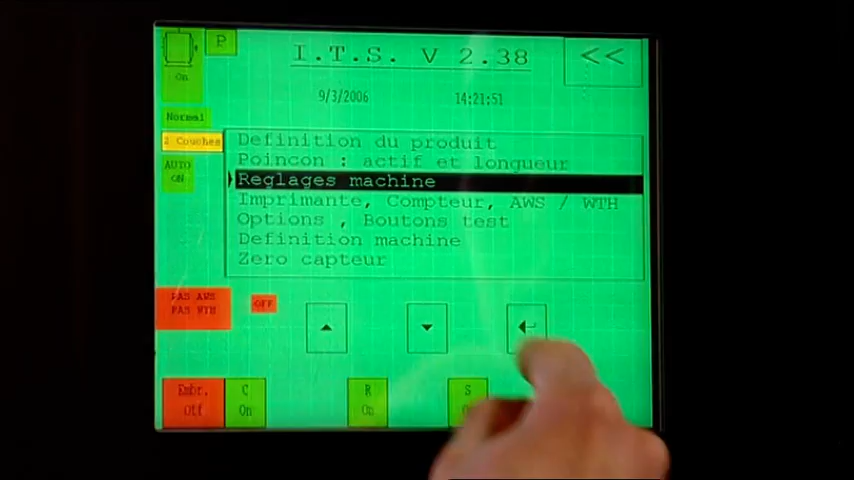 P
I.T.S. V 2.38
<<
On
9/3/2006 14:21:51
Normal
2 Couches
AUTO
ON
Definition du produit
Poincon : actif et longueur
Reglages machine
Imprimante, Compteur, AWS / WTH
Options , Boutons test
Definition machine
Zero capteur
PAS AWS
PAS WTH
OFF
Embr.
Off
C
On
R
On
S